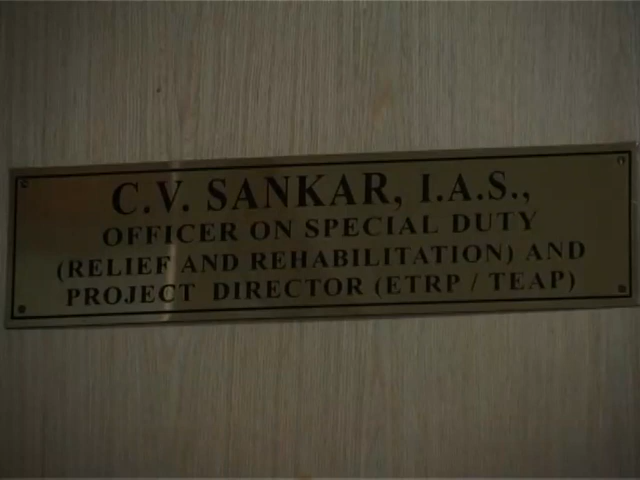 C.V. SANKAR, I.A.S.,
OFFICER ON SPECIAL DUTY
(RELIEF AND REHABILITATION) AND
PROJECT DIRECTOR (ETRP / TEAP)